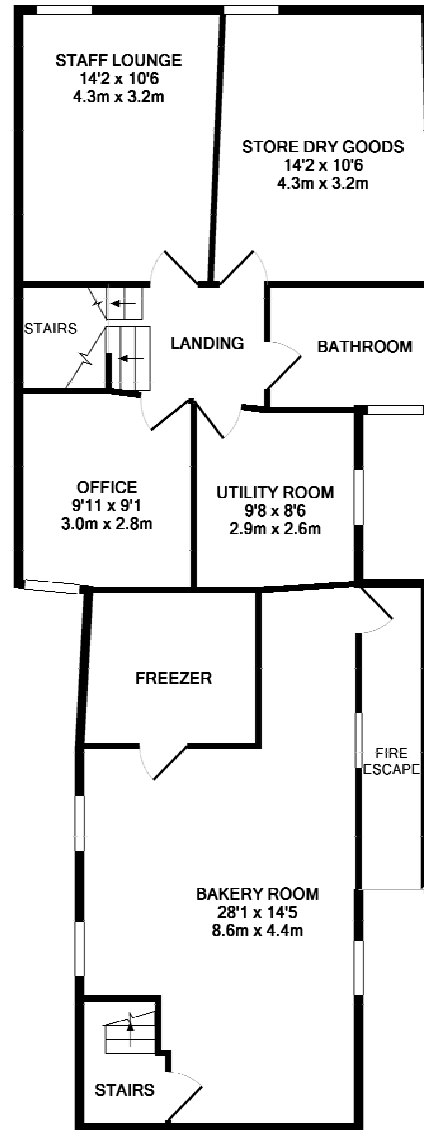 STAFF LOUNGE
14'2 x 10'6
4.3m x 3.2m
STORE DRY GOODS
14'2 x 10'6
4.3m x 3.2m
STAIRS
LANDING
BATHROOM
OFFICE
9'11 x 9'1
3.0m x 2.8m
UTILITY ROOM
9'8 x 8'6
2.9m x 2.6m
FREEZER
FIRE
ESCAPE
BAKERY ROOM
28'1 x 14'5
8.6m x 4.4m
STAIRS